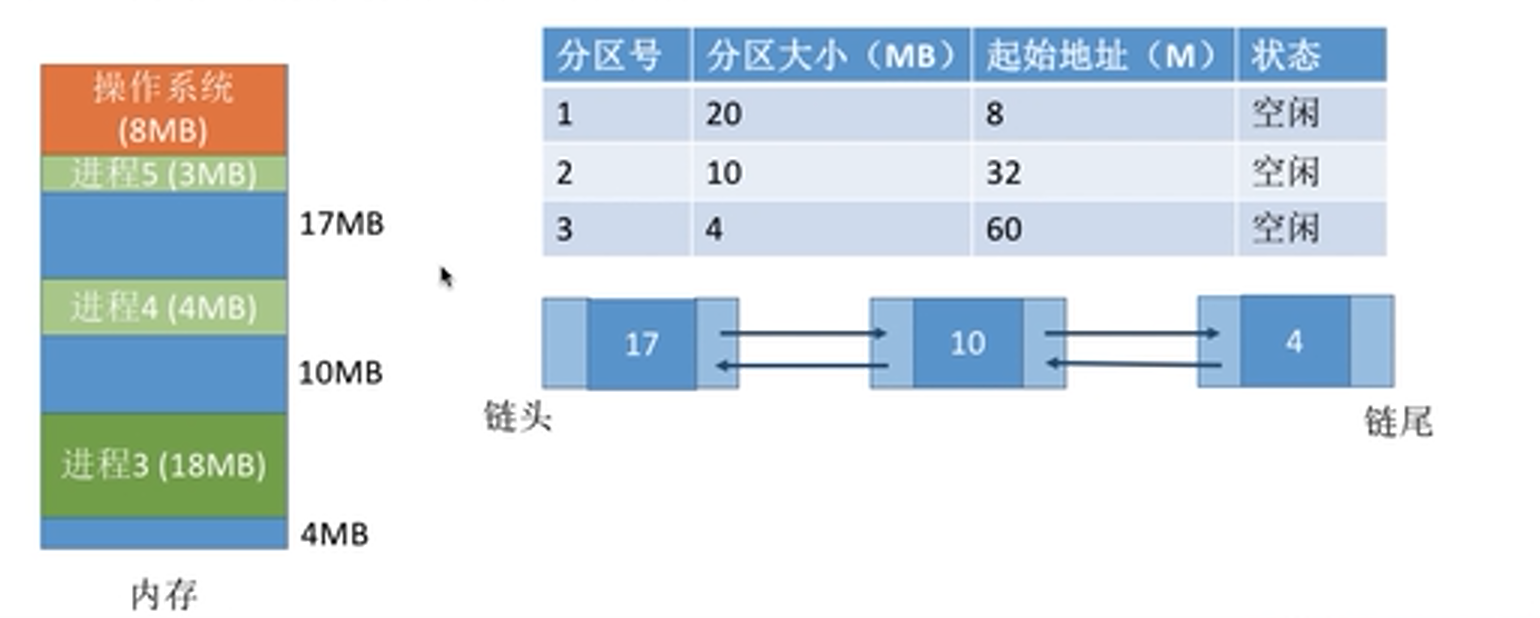 操作系统
(8MB)
进程5 (3MB)
17MB
进程4 (4MB)
10MB
进程3 (18MB)
4MB
内存
分区号 分区大小（MB） 起始地址（M） 状态
1 20 8 空闲
2 10 32 空闲
3 4 60 空闲
17 10 4
链头 链尾